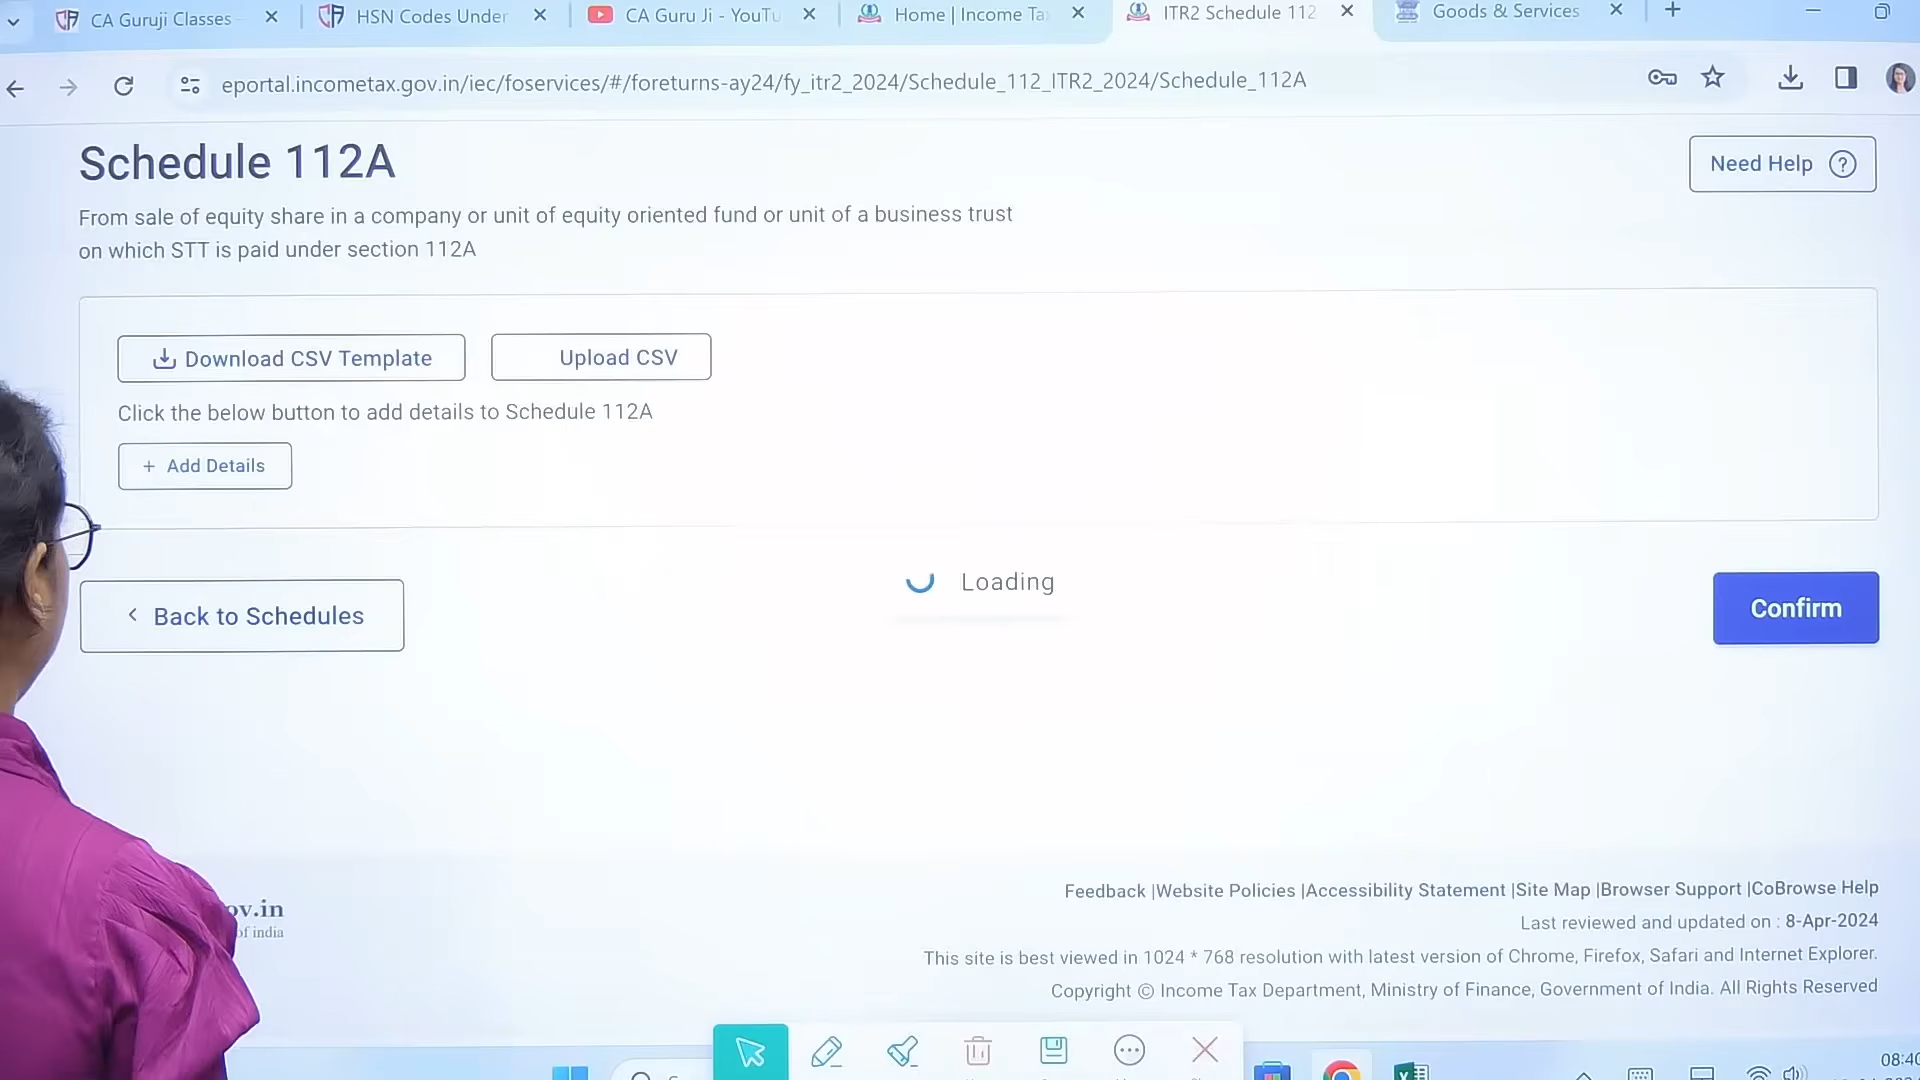 CA Guruji Classes
HSN Codes Under
CA Guru Ji - YouTu
Home | Income Ta
ITR2 Schedule 112
Goods & Services
eportal.incometax.gov.in/iec/foservices/#/foreturns-ay24/fy_itr2_2024/Schedule_112_ITR2_2024/Schedule_112A
Schedule 112A
Need Help ?
From sale of equity share in a company or unit of equity oriented fund or unit of a business trust
on which STT is paid under section 112A
Download CSV Template
Upload CSV
Click the below button to add details to Schedule 112A
+ Add Details
Loading
< Back to Schedules
Confirm
ov.in
of india
Feedback |Website Policies |Accessibility Statement |Site Map |Browser Support |CoBrowse Help
Last reviewed and updated on : 8-Apr-2024
This site is best viewed in 1024 * 768 resolution with latest version of Chrome, Firefox, Safari and Internet Explorer.
Copyright © Income Tax Department, Ministry of Finance, Government of India. All Rights Reserved
08:40